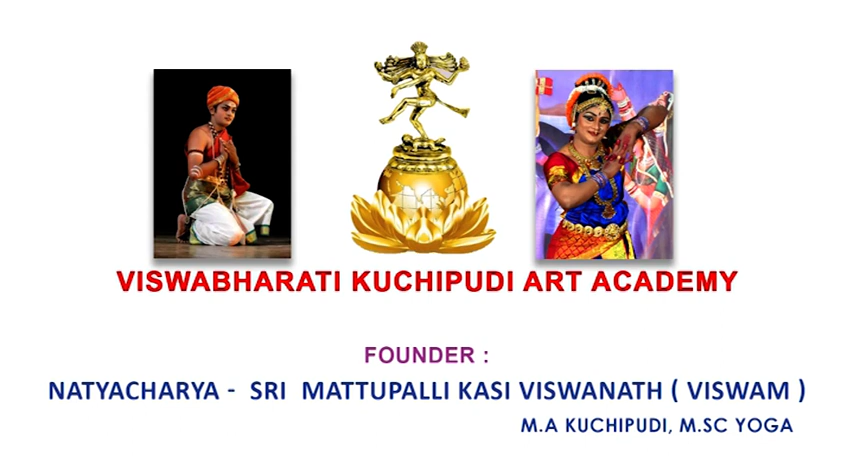 VISWABHARATI KUCHIPUDI ART ACADEMY
FOUNDER :
NATYACHARYA - SRI MATTUPALLI KASI VISWANATH ( VISWAM )
M.A KUCHIPUDI, M.SC YOGA